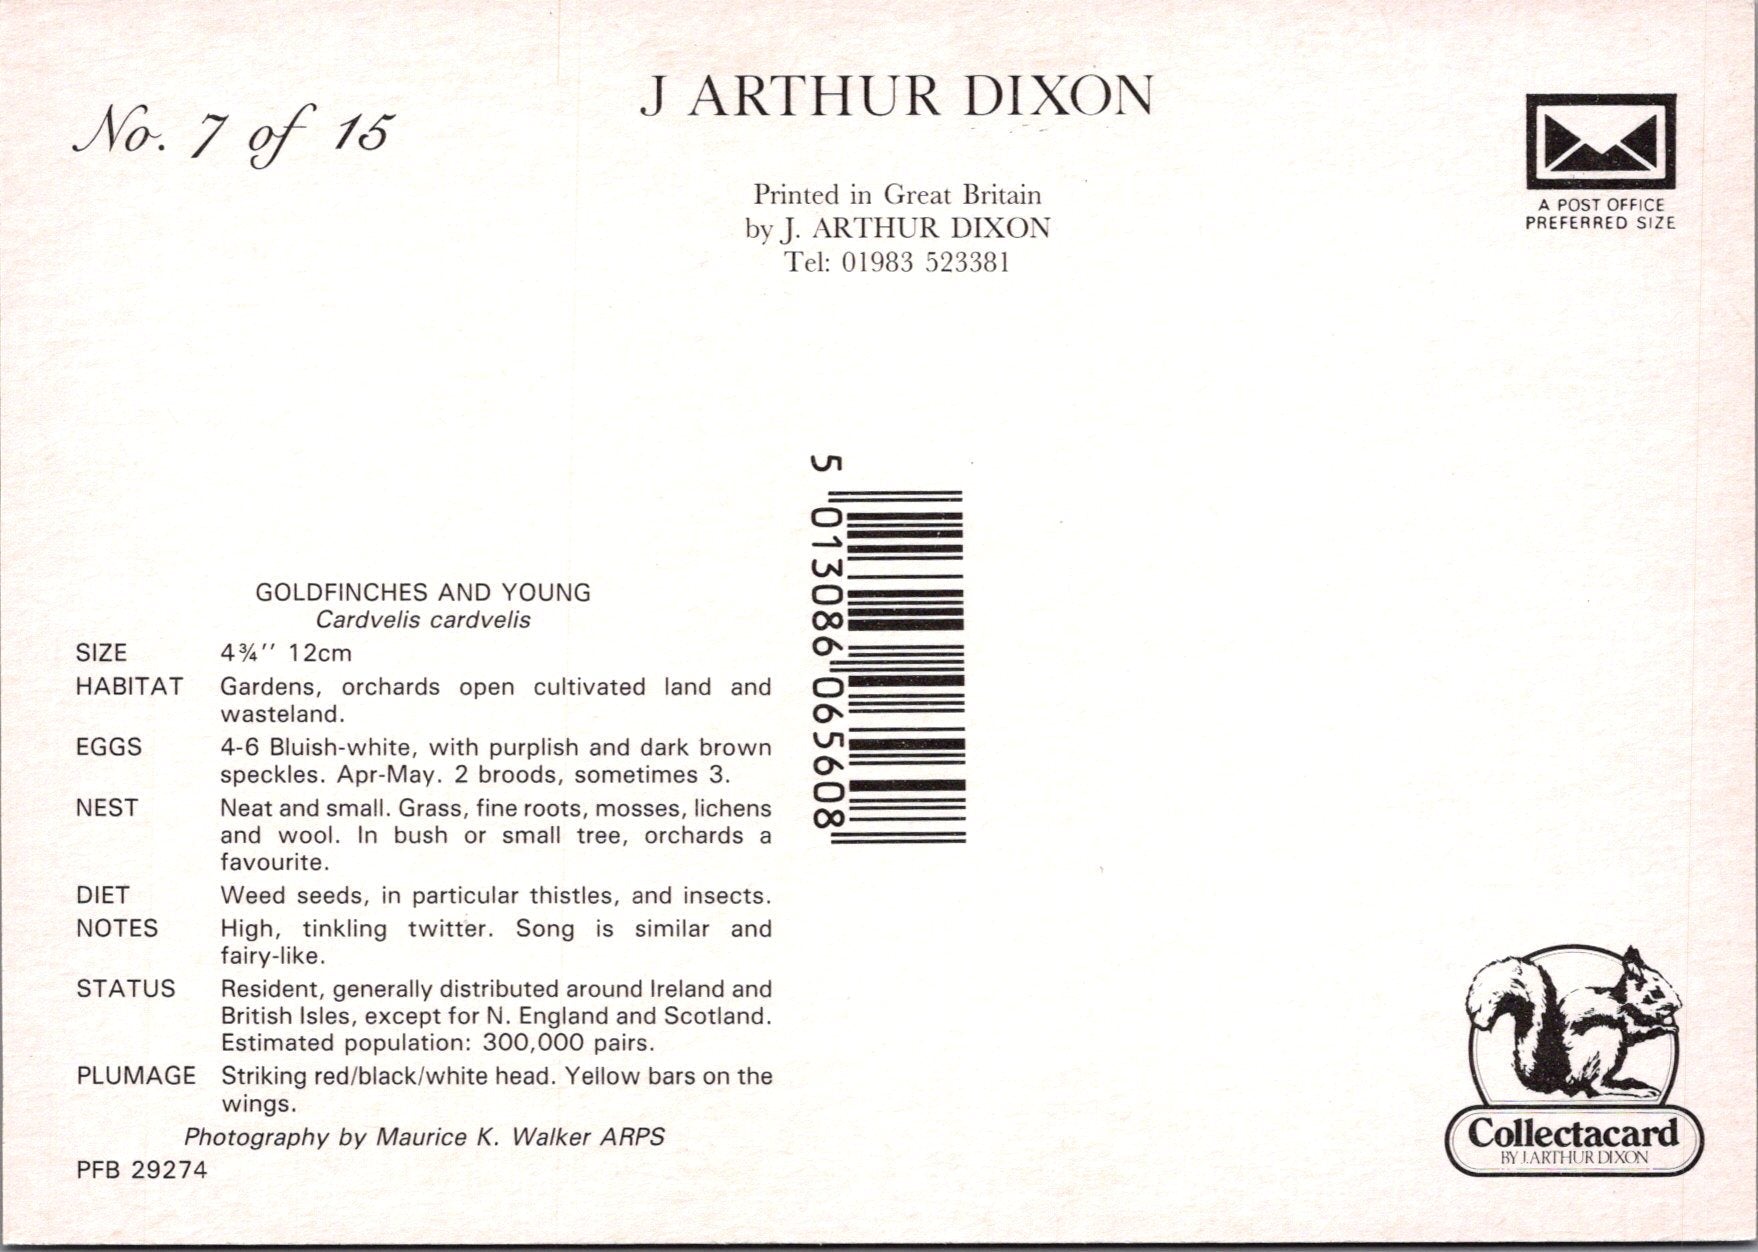 No. 7 of 15
J ARTHUR DIXON
Printed in Great Britain
by J. ARTHUR DIXON
Tel: 01983 523381
A POST OFFICE
PREFERRED SIZE
5 013086 065608
GOLDFINCHES AND YOUNG
Cardvelis cardvelis
SIZE 4¾'' 12cm
HABITAT Gardens, orchards open cultivated land and
wasteland.
EGGS 4-6 Bluish-white, with purplish and dark brown
speckles. Apr-May. 2 broods, sometimes 3.
NEST Neat and small. Grass, fine roots, mosses, lichens
and wool. In bush or small tree, orchards a
favourite.
DIET Weed seeds, in particular thistles, and insects.
NOTES High, tinkling twitter. Song is similar and
fairy-like.
STATUS Resident, generally distributed around Ireland and
British Isles, except for N. England and Scotland.
Estimated population: 300,000 pairs.
PLUMAGE Striking red/black/white head. Yellow bars on the
wings.
Photography by Maurice K. Walker ARPS
PFB 29274
Collectacard
BY J. ARTHUR DIXON